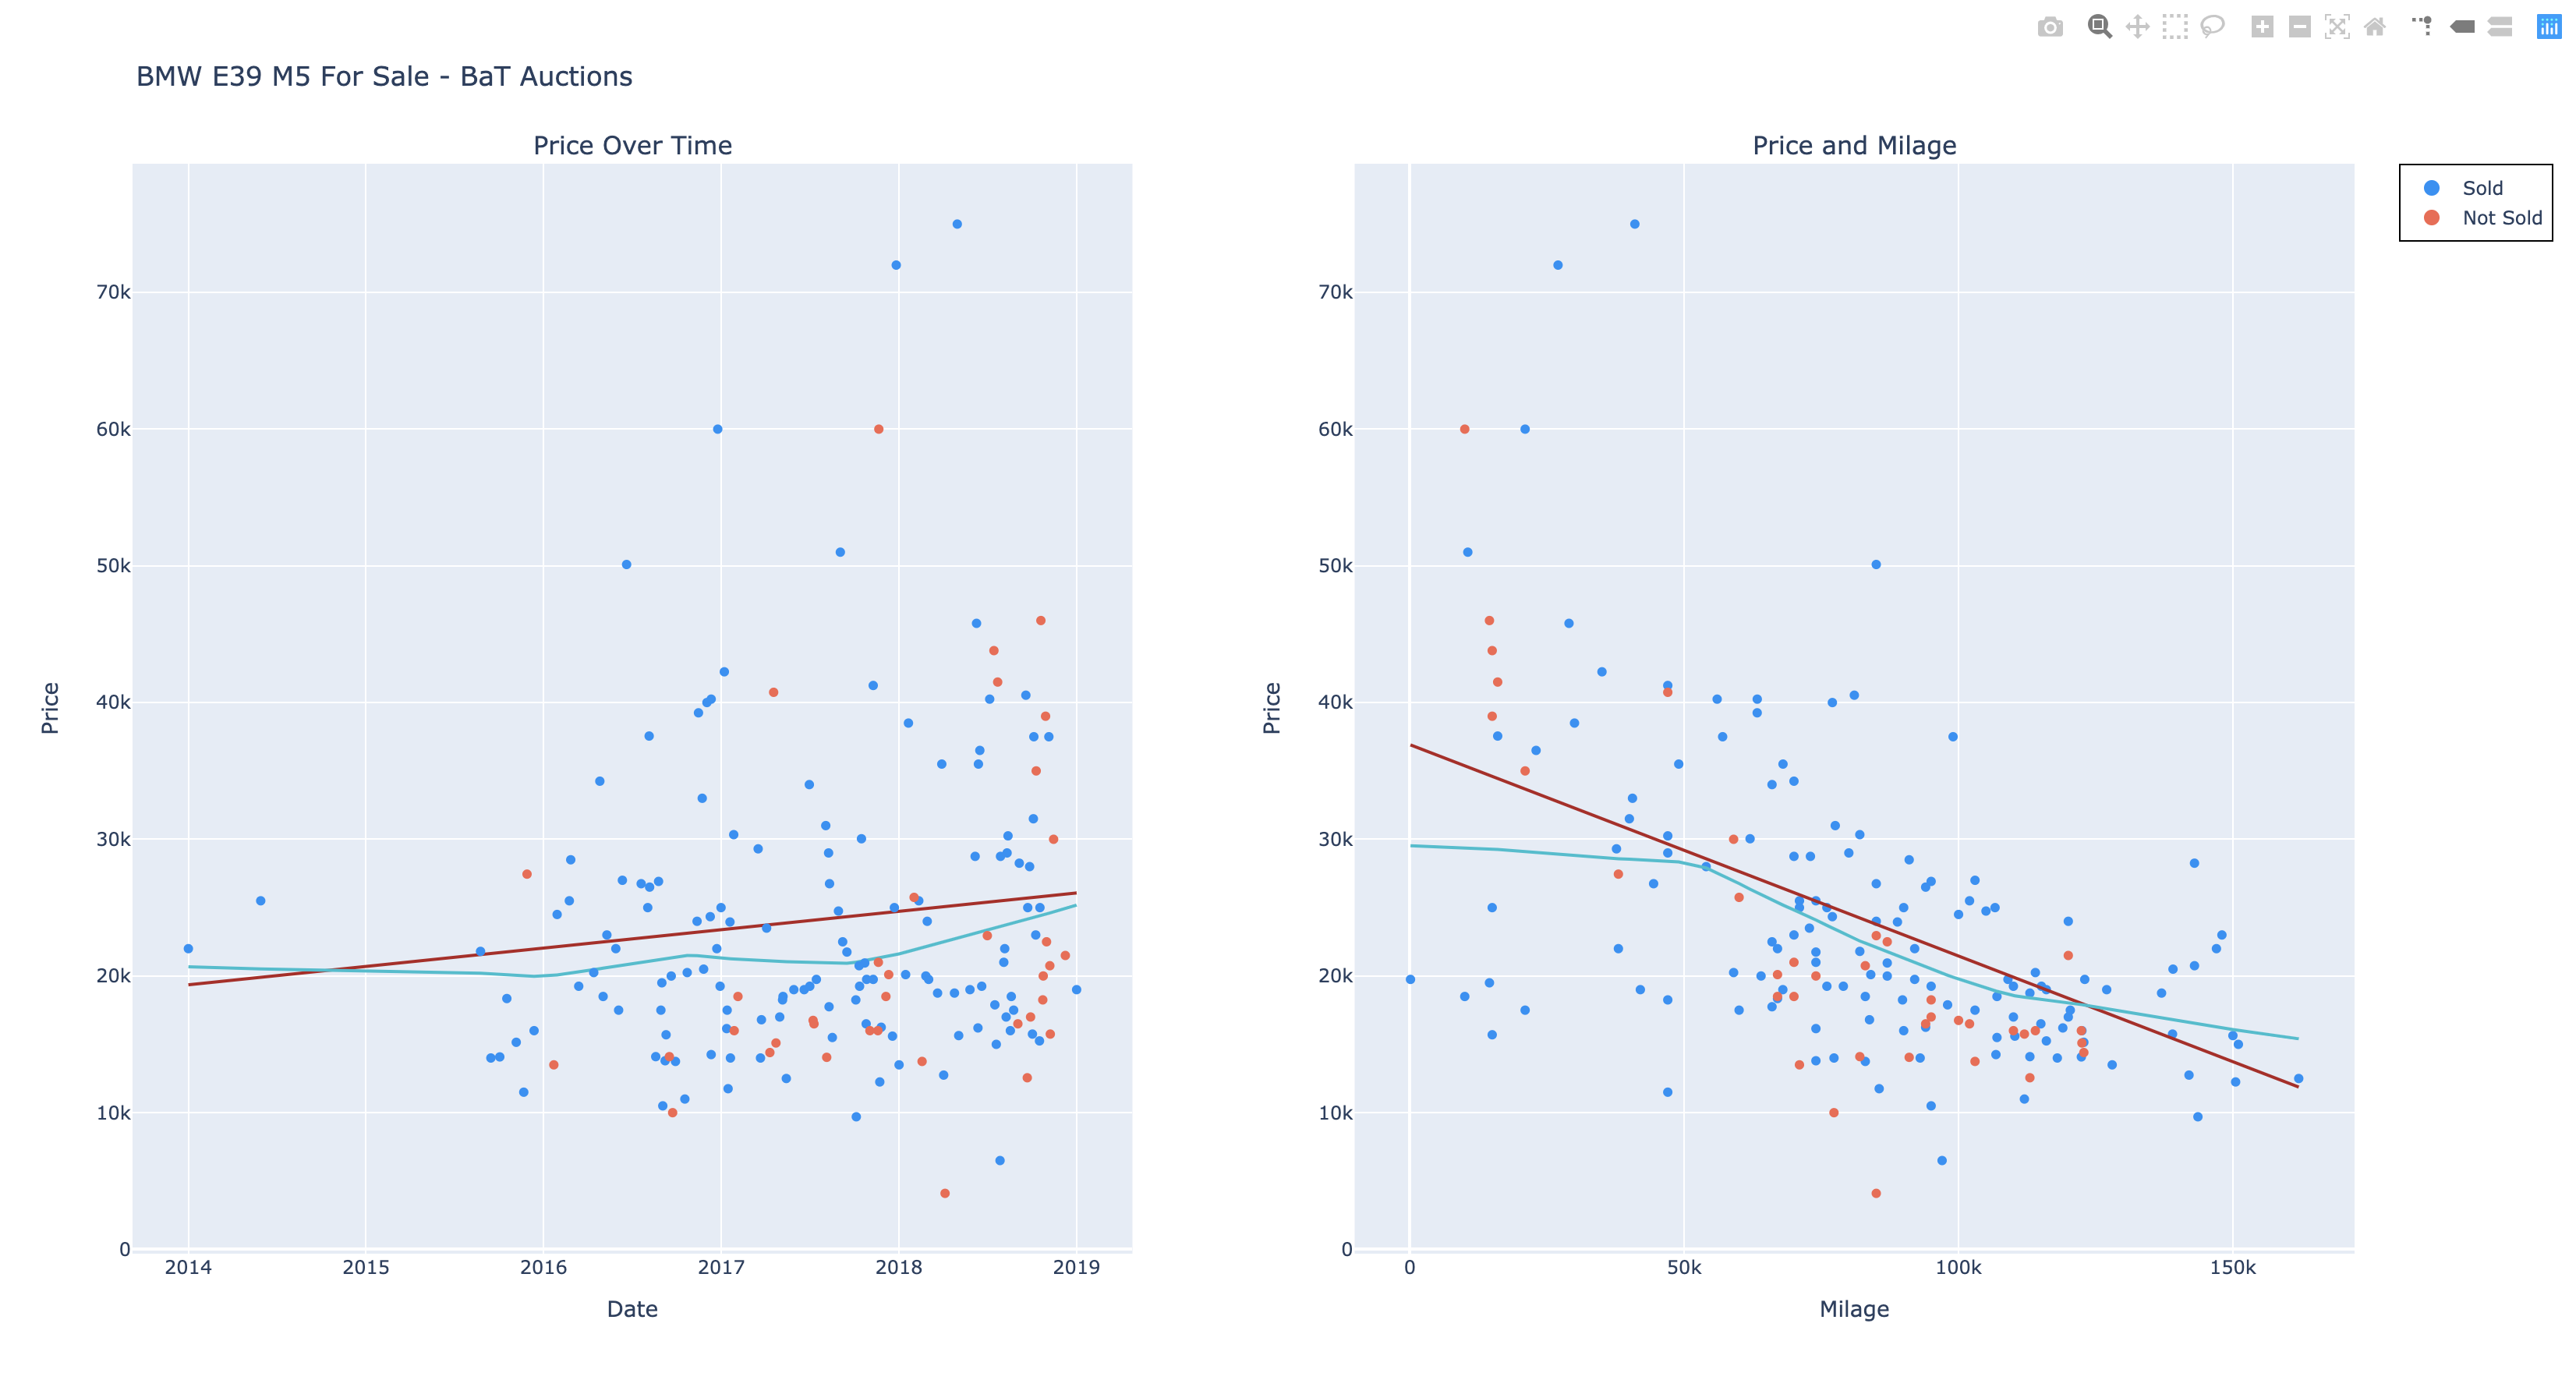 BMW E39 M5 For Sale - BaT Auctions
Price Over Time
Price
70k
60k
50k
40k
30k
20k
10k
0
2014 2015 2016 2017 2018 2019
Date
Price and Milage
Price
70k
60k
50k
40k
30k
20k
10k
0
0 50k 100k 150k
Milage
Sold
Not Sold